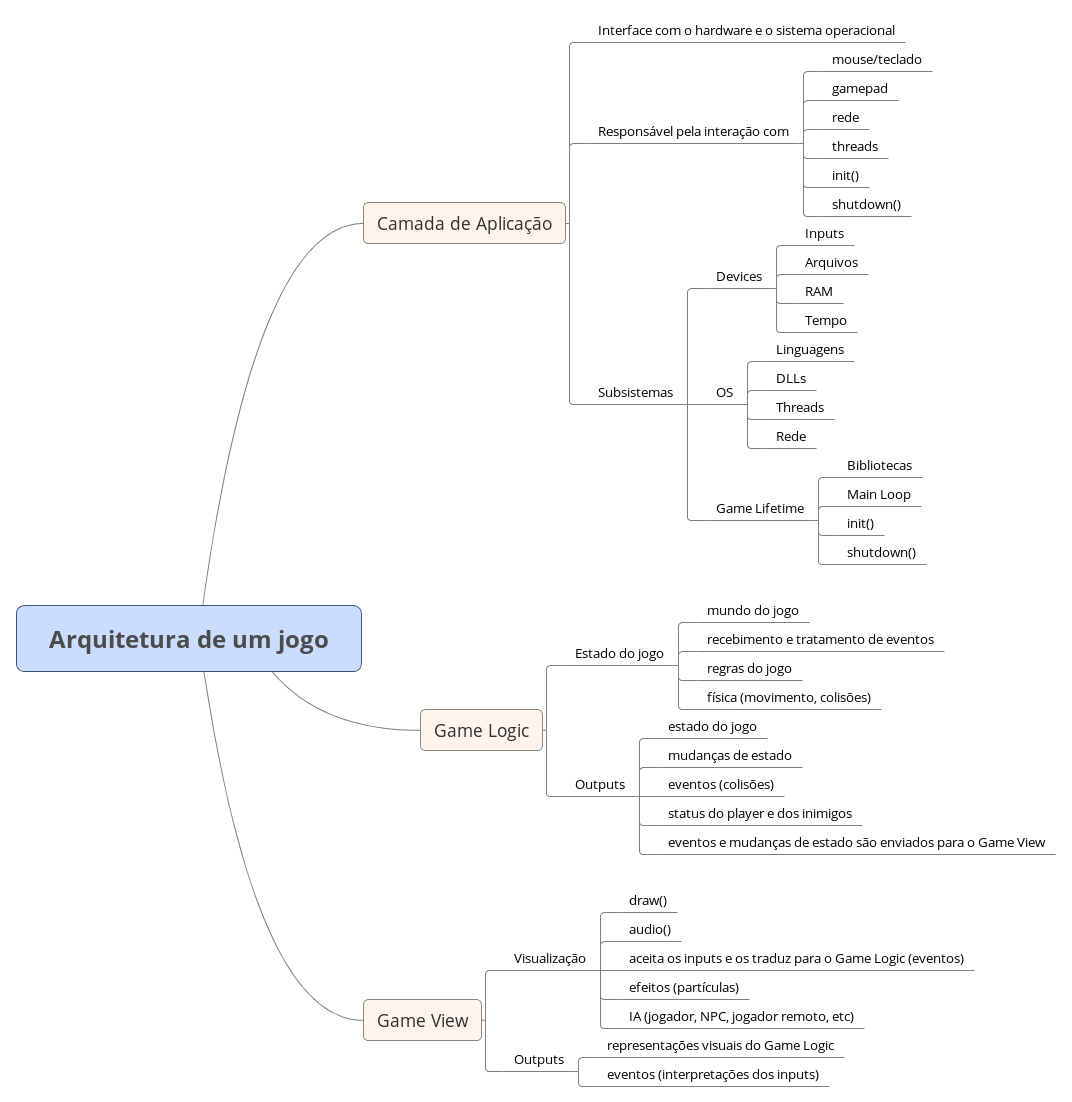 Arquitetura de um jogo
Camada de Aplicação
Interface com o hardware e o sistema operacional
Responsável pela interação com
mouse/teclado
gamepad
rede
threads
init()
shutdown()
Subsistemas
Devices
Inputs
Arquivos
RAM
Tempo
OS
Linguagens
DLLs
Threads
Rede
Game Lifetime
Bibliotecas
Main Loop
init()
shutdown()
Game Logic
Estado do jogo
mundo do jogo
recebimento e tratamento de eventos
regras do jogo
física (movimento, colisões)
Outputs
estado do jogo
mudanças de estado
eventos (colisões)
status do player e dos inimigos
eventos e mudanças de estado são enviados para o Game View
Game View
Visualização
draw()
audio()
aceita os inputs e os traduz para o Game Logic (eventos)
efeitos (partículas)
IA (jogador, NPC, jogador remoto, etc)
Outputs
representações visuais do Game Logic
eventos (interpretações dos inputs)